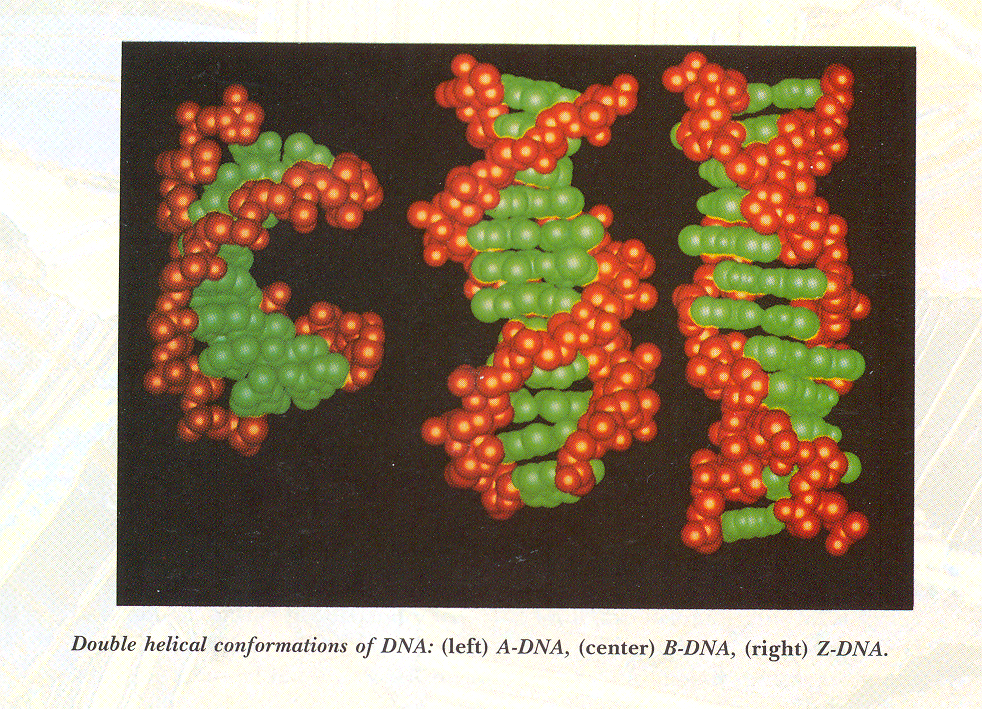 Double helical conformations of DNA: (left) A-DNA, (center) B-DNA, (right) Z-DNA.